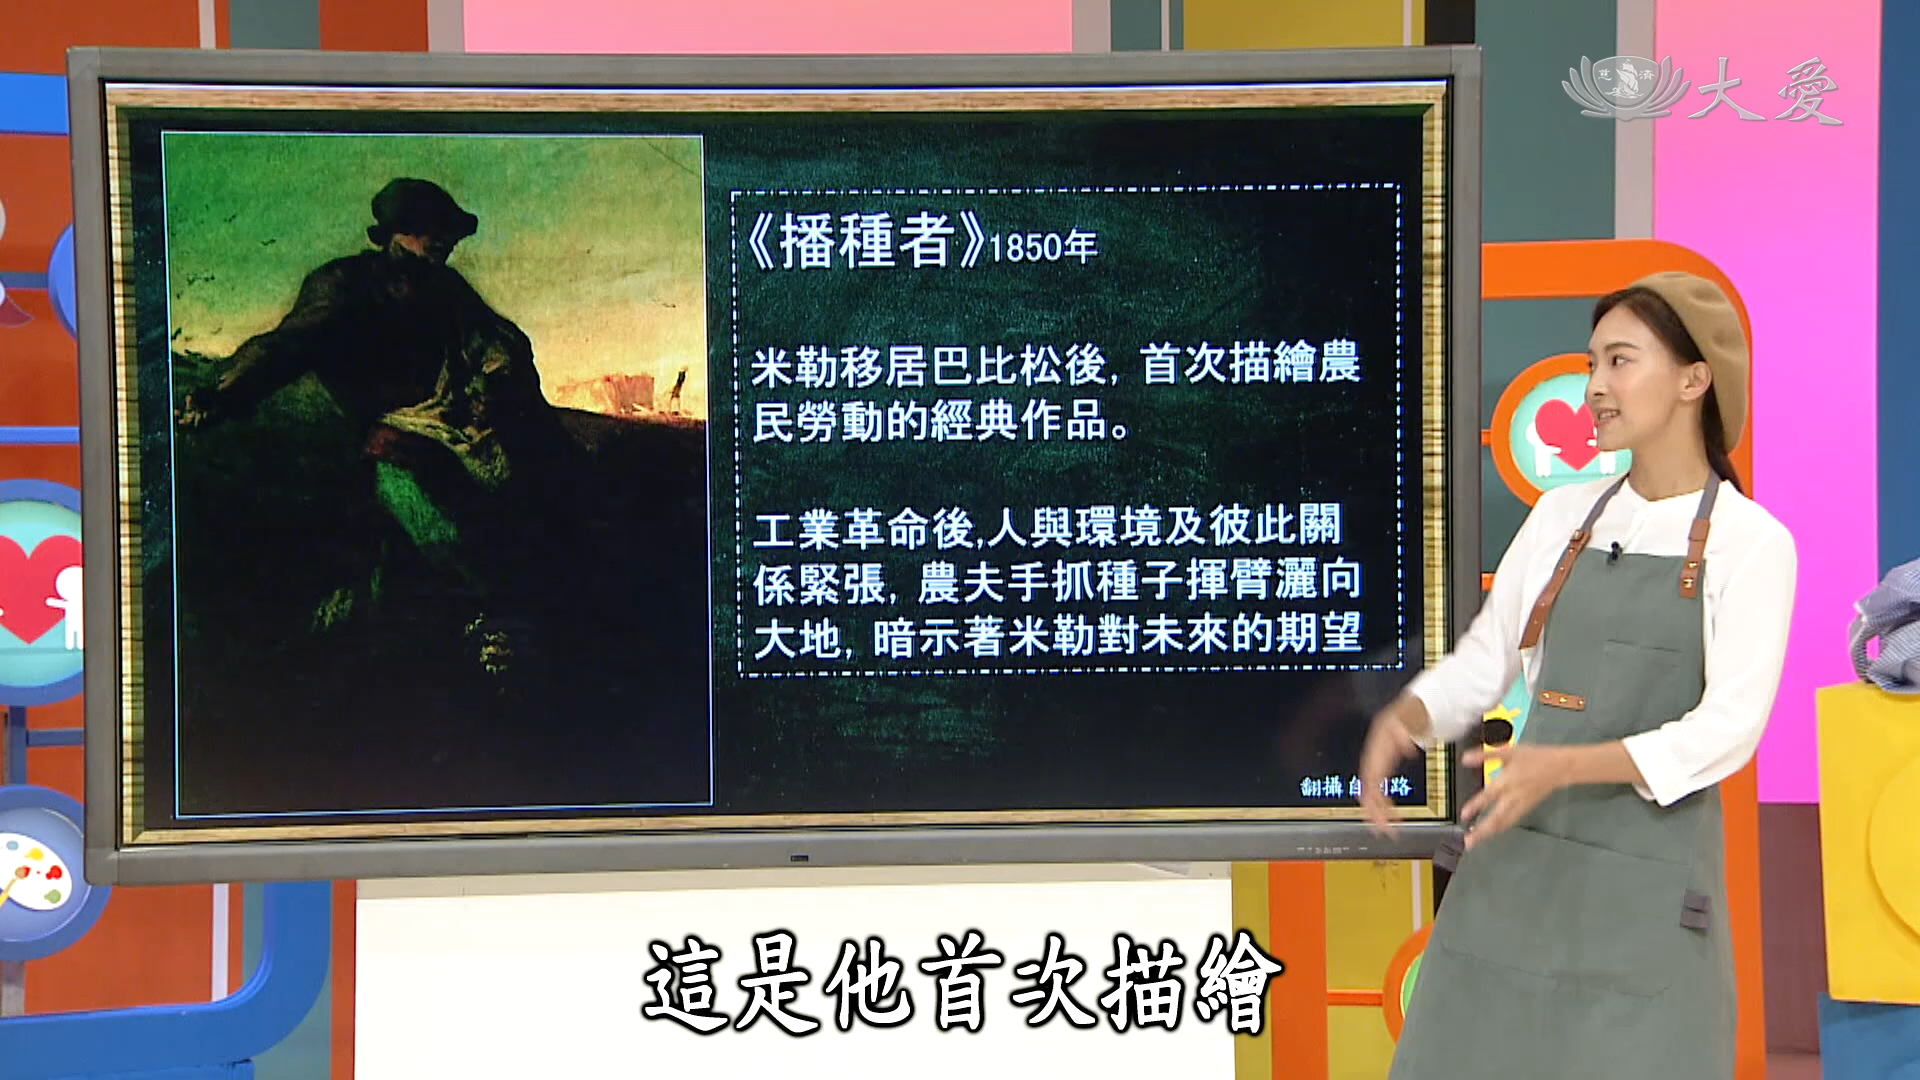 慈濟
大愛
《播種者》1850年
米勒移居巴比松後, 首次描繪農
民勞動的經典作品。
工業革命後,人與環境及彼此關
係緊張, 農夫手抓種子揮臂灑向
大地, 暗示著米勒對未來的期望
翻攝自網路
這是他首次描繪